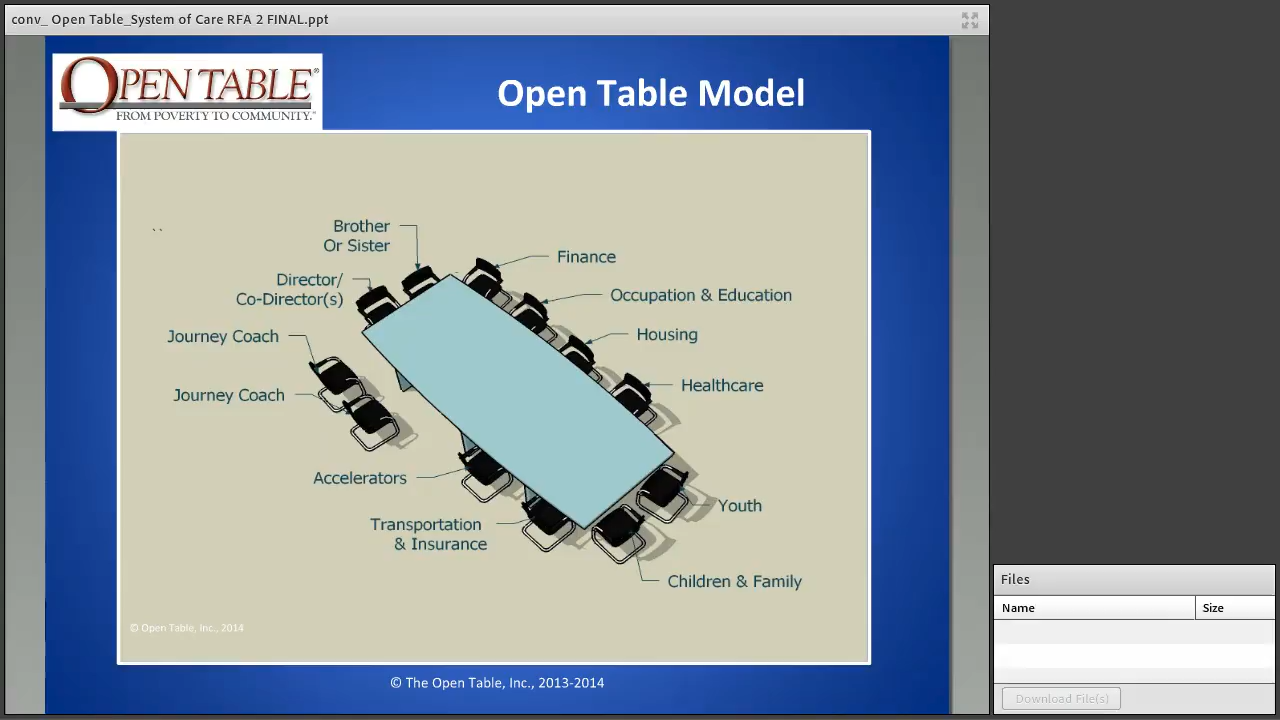 conv_ Open Table_System of Care RFA 2 FINAL.ppt
OPEN TABLE®
FROM POVERTY TO COMMUNITY.™
Open Table Model
``
Brother
Or Sister
Finance
Director/
Co-Director(s)
Occupation & Education
Journey Coach
Housing
Journey Coach
Healthcare
Accelerators
Youth
Transportation
& Insurance
Children & Family
© Open Table, Inc., 2014
© The Open Table, Inc., 2013-2014
Files
Name
Size
Download File(s)